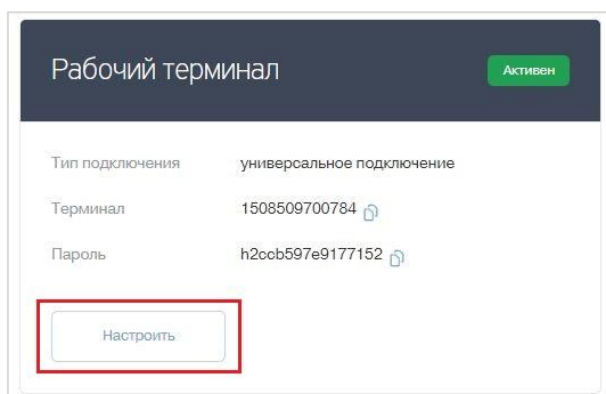 Рабочий терминал
Активен
Тип подключения универсальное подключение
Терминал 1508509700784
Пароль h2ccb597e9177152
Настроить